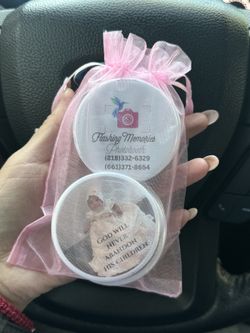 Flashing Memories
Photobooth
(818)332-6329
(661)371-8654
GOD WILL
NEVER
ABANDON
HIS CHILDREN